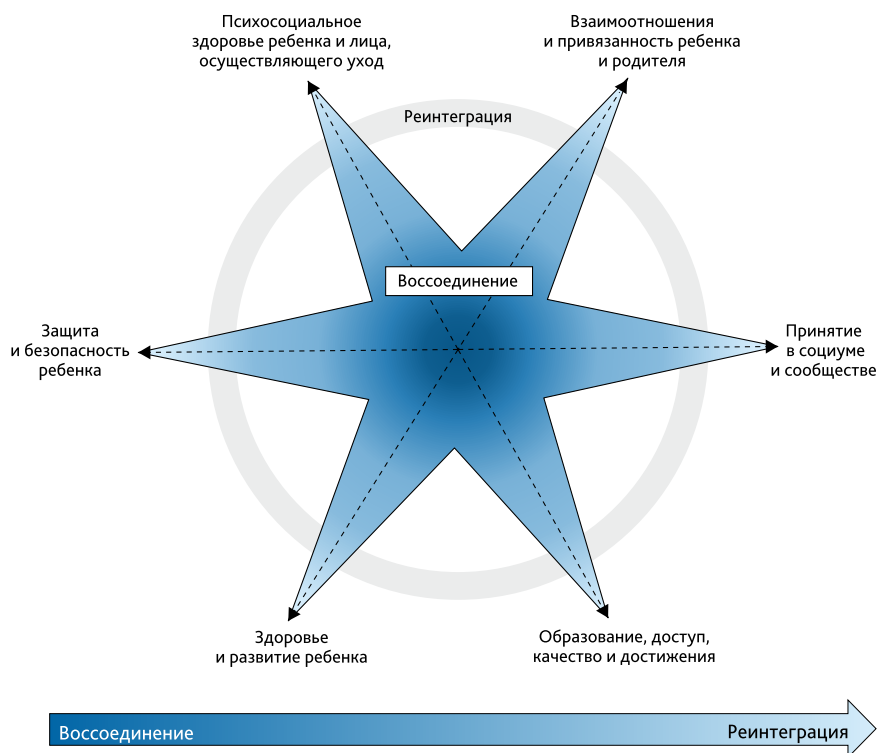 Психосоциальное
здоровье ребенка и лица,
осуществляющего уход
Взаимоотношения
и привязанность ребенка
и родителя
Реинтеграция
Воссоединение
Защита
и безопасность
ребенка
Принятие
в социуме
и сообществе
Здоровье
и развитие ребенка
Образование, доступ,
качество и достижения
Воссоединение
Реинтеграция